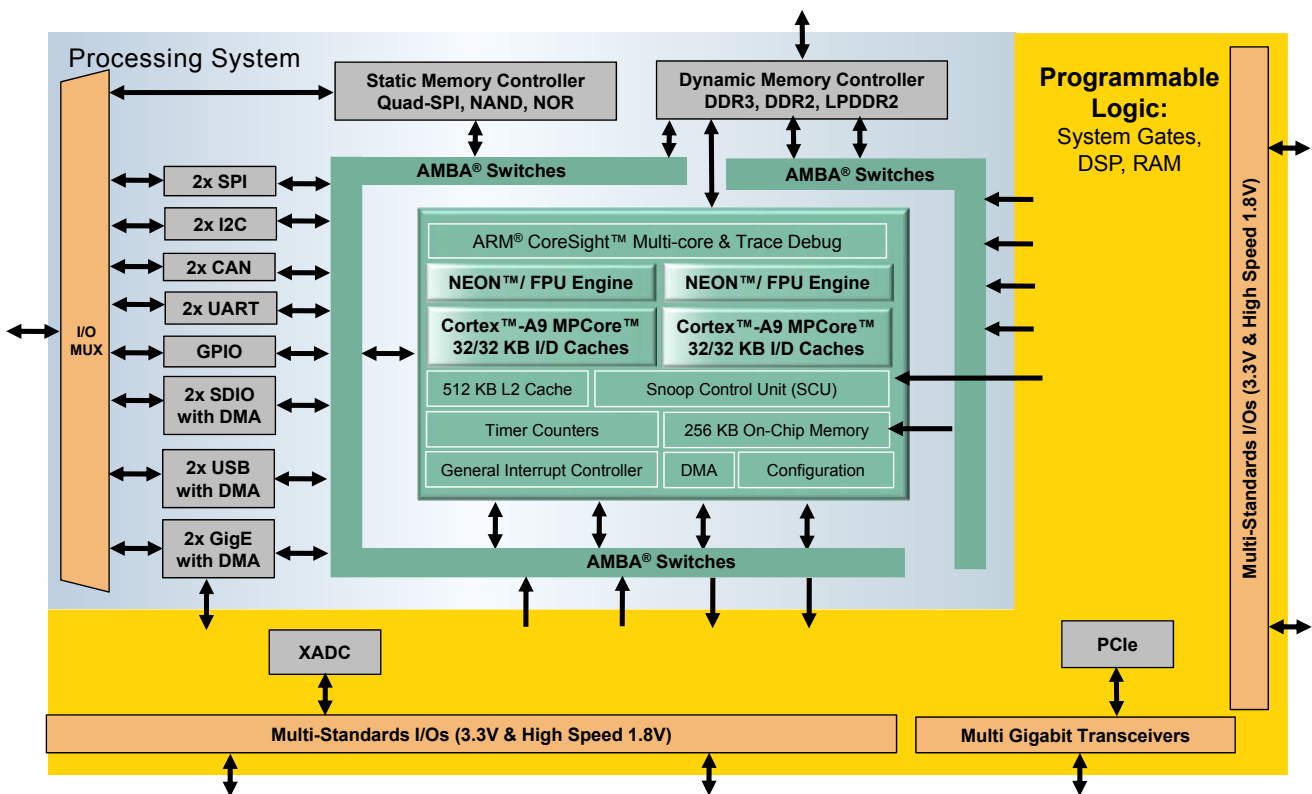 Processing System
Static Memory Controller
Quad-SPI, NAND, NOR
Dynamic Memory Controller
DDR3, DDR2, LPDDR2
Programmable
Logic:
System Gates,
DSP, RAM
AMBA® Switches
AMBA® Switches
2x SPI
2x I2C
2x CAN
2x UART
GPIO
2x SDIO
with DMA
2x USB
with DMA
2x GigE
with DMA
I/O
MUX
ARM® CoreSight™ Multi-core & Trace Debug
NEON™/ FPU Engine
NEON™/ FPU Engine
Cortex™-A9 MPCore™
32/32 KB I/D Caches
Cortex™-A9 MPCore™
32/32 KB I/D Caches
512 KB L2 Cache
Snoop Control Unit (SCU)
Timer Counters
256 KB On-Chip Memory
General Interrupt Controller
DMA
Configuration
AMBA® Switches
Multi-Standards I/Os (3.3V & High Speed 1.8V)
XADC
PCIe
Multi-Standards I/Os (3.3V & High Speed 1.8V)
Multi Gigabit Transceivers